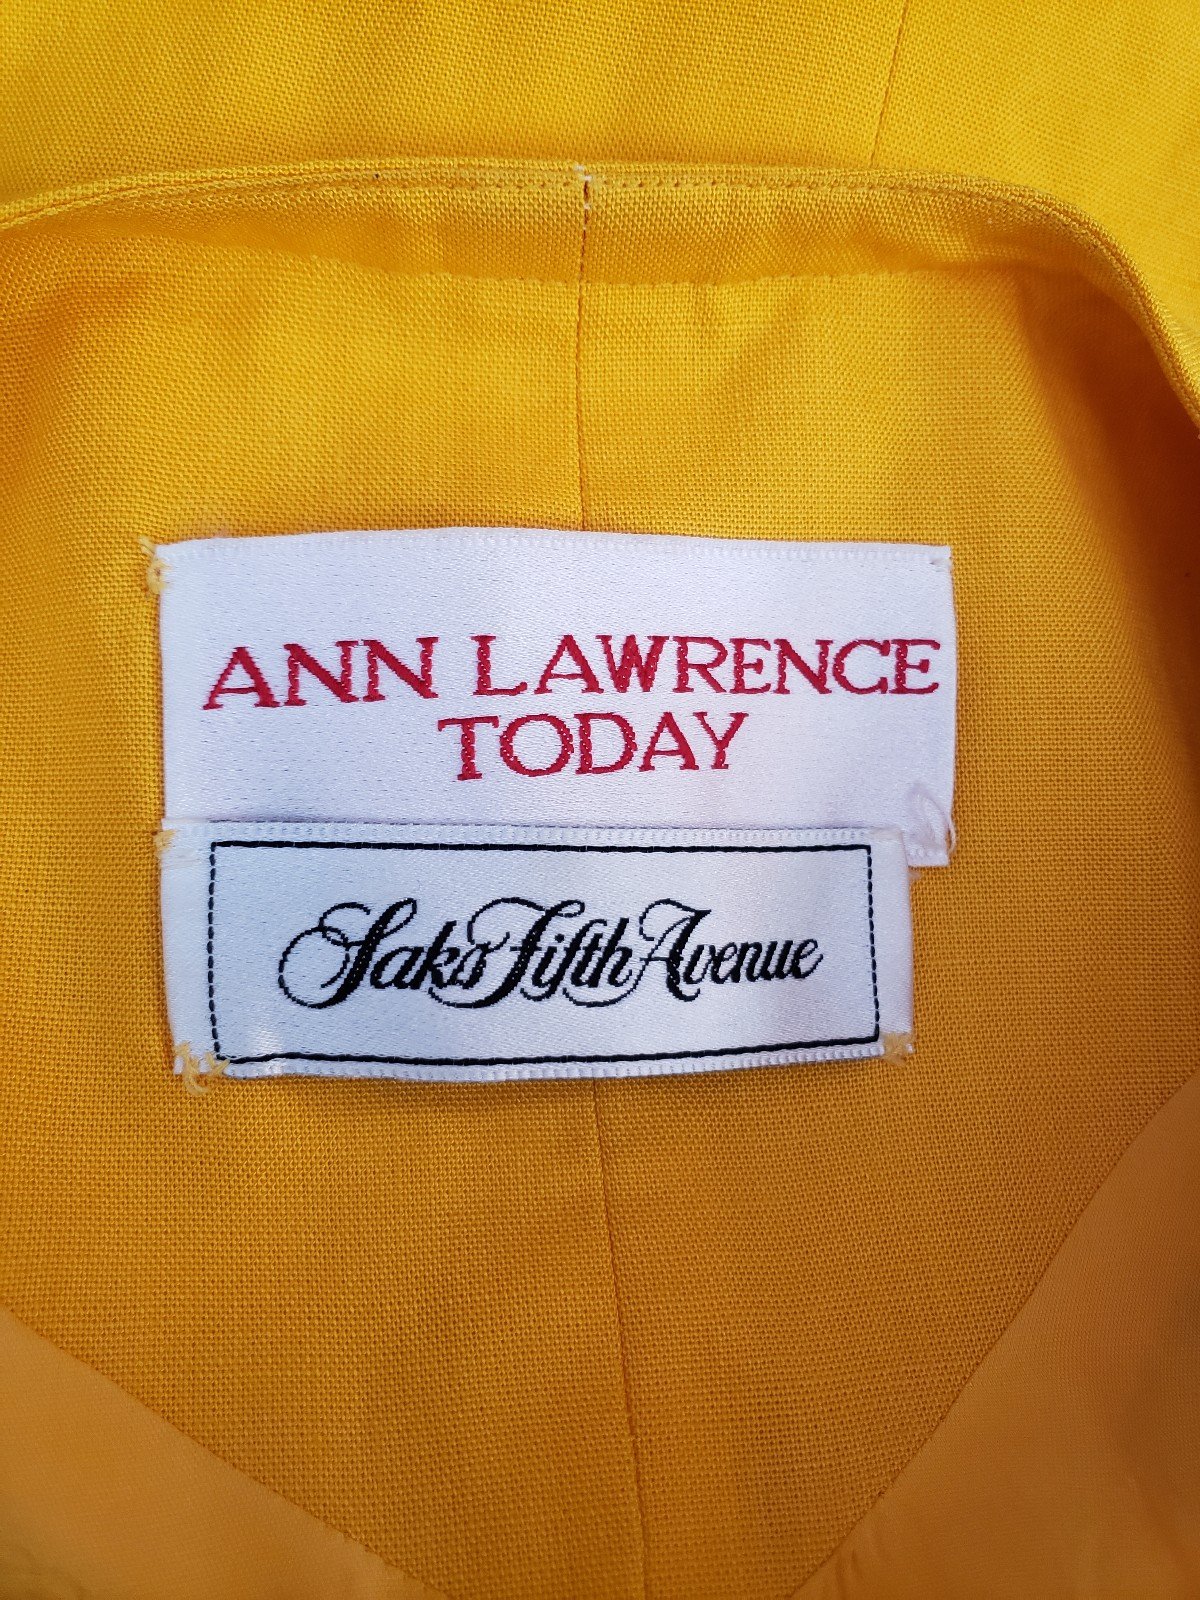 ANN LAWRENCE
TODAY
Saks Fifth Avenue